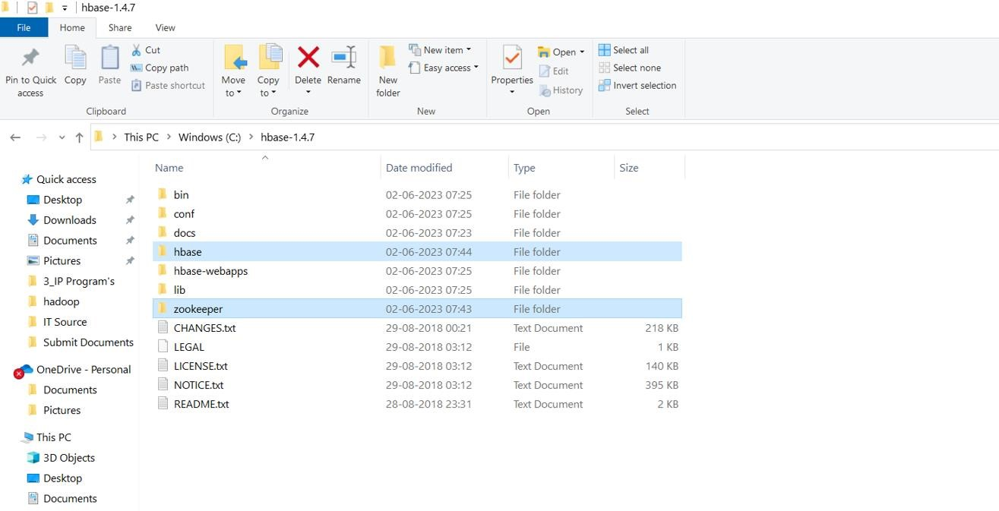 hbase-1.4.7
File Home Share View
Pin to Quick access
Copy
Paste
Cut
Copy path
Paste shortcut
Clipboard
Move to
Copy to
Delete
Rename
Organize
New folder
New item
Easy access
New
Properties
Open
Edit
History
Open
Select all
Select none
Invert selection
Select
This PC > Windows (C:) > hbase-1.4.7
Quick access
Desktop
Downloads
Documents
Pictures
3_IP Program's
hadoop
IT Source
Submit Documents
OneDrive - Personal
Documents
Pictures
This PC
3D Objects
Desktop
Documents
Name Date modified Type Size
bin 02-06-2023 07:25 File folder
conf 02-06-2023 07:25 File folder
docs 02-06-2023 07:23 File folder
hbase 02-06-2023 07:44 File folder
hbase-webapps 02-06-2023 07:25 File folder
lib 02-06-2023 07:25 File folder
zookeeper 02-06-2023 07:43 File folder
CHANGES.txt 29-08-2018 00:21 Text Document 218 KB
LEGAL 29-08-2018 03:12 File 1 KB
LICENSE.txt 29-08-2018 03:12 Text Document 140 KB
NOTICE.txt 29-08-2018 03:12 Text Document 395 KB
README.txt 28-08-2018 23:31 Text Document 2 KB